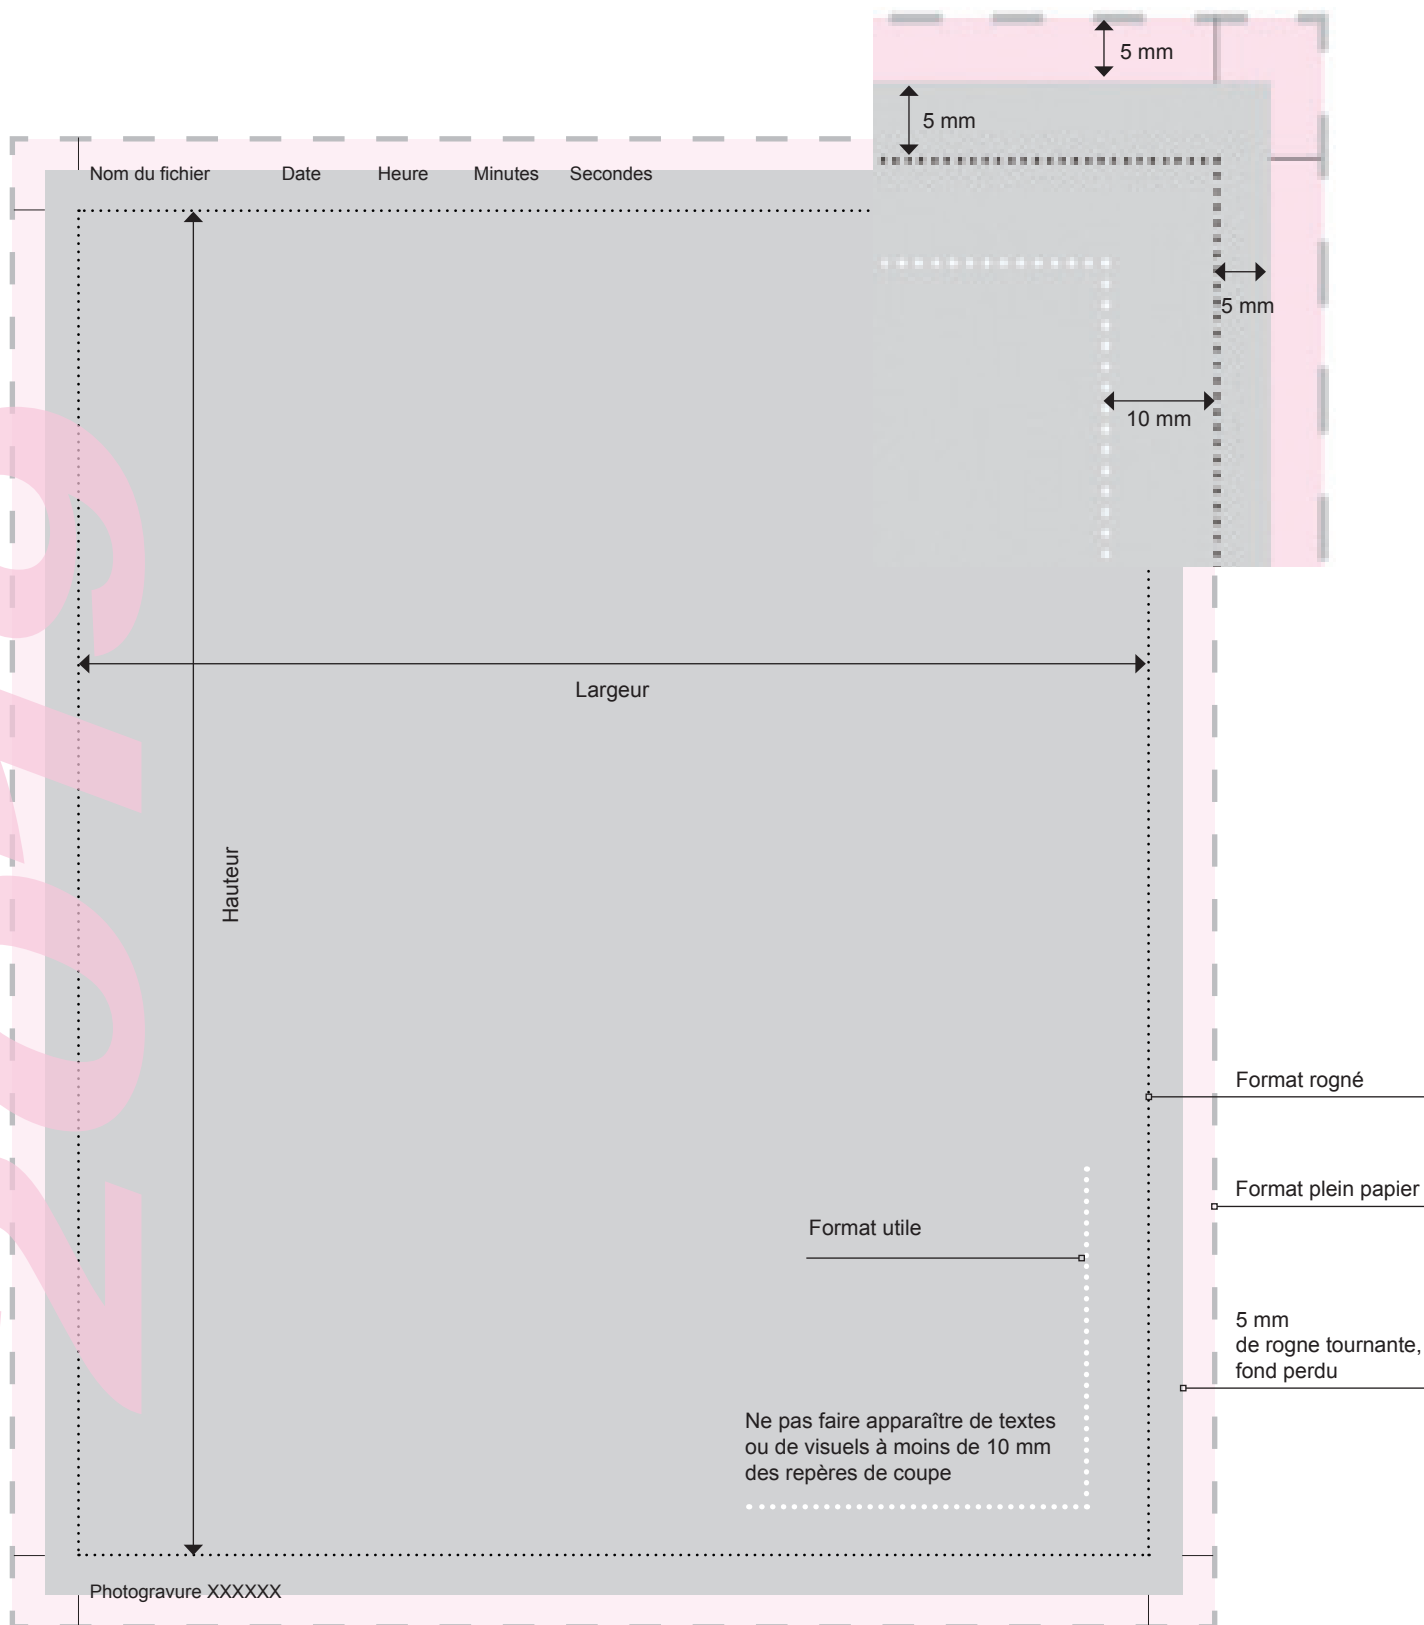 5 mm
5 mm
Nom du fichier Date Heure Minutes Secondes
5 mm
10 mm
Largeur
Hauteur
Format rogné
Format plein papier
Format utile
5 mm
de rogne tournante,
fond perdu
Ne pas faire apparaître de textes
ou de visuels à moins de 10 mm
des repères de coupe
Photogravure XXXXXX